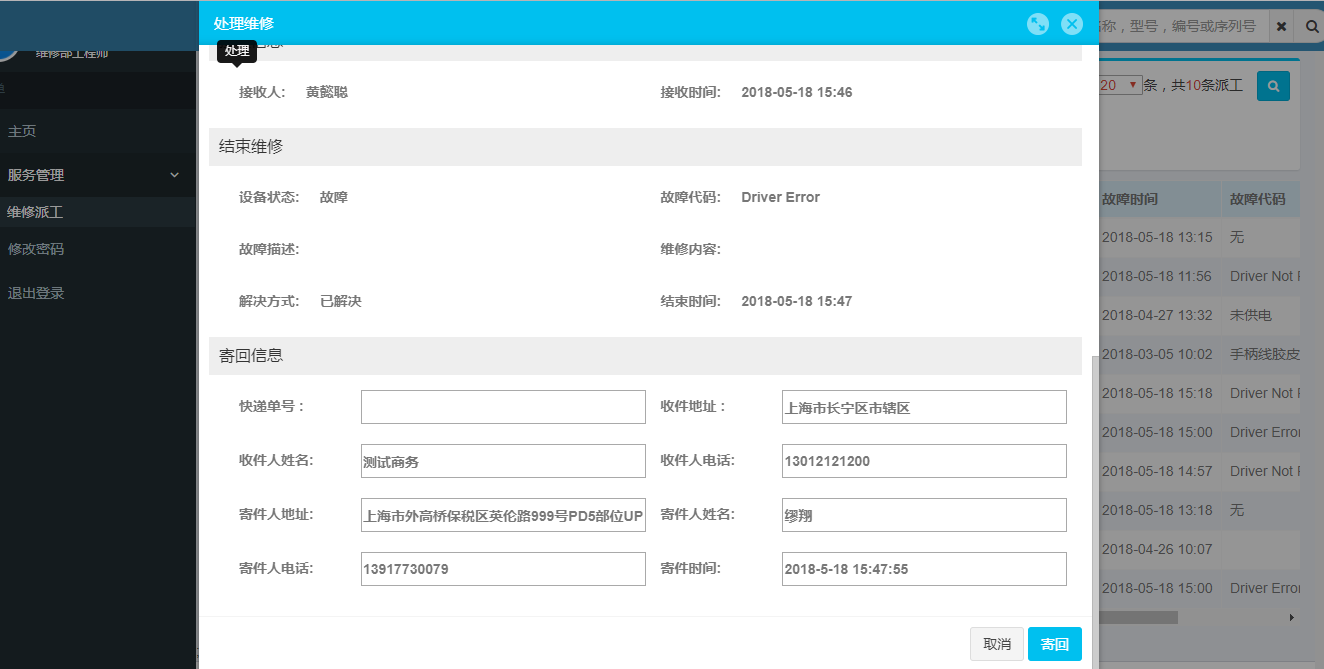 处理维修
称，型号，编号或序列号
维修部工程师
处理
接收人: 黄懿聪 接收时间: 2018-05-18 15:46
20 条，共10条派工
主页
结束维修
服务管理
设备状态: 故障 故障代码: Driver Error
故障时间 故障代码
维修派工
2018-05-18 13:15 无
修改密码
故障描述: 维修内容:
2018-05-18 11:56 Driver Not
退出登录
解决方式: 已解决 结束时间: 2018-05-18 15:47
2018-04-27 13:32 未供电
寄回信息
2018-03-05 10:02 手柄线胶皮
快递单号： 收件地址： 上海市长宁区市辖区
2018-05-18 15:18 Driver Not
2018-05-18 15:00 Driver Erro
收件人姓名: 测试商务 收件人电话: 13012121200
2018-05-18 14:57 Driver Not
寄件人地址: 上海市外高桥保税区英伦路999号PD5部位UP 寄件人姓名: 缪翔
2018-05-18 13:18 无
2018-04-26 10:07
寄件人电话: 13917730079 寄件时间: 2018-5-18 15:47:55
2018-05-18 15:00 Driver Erro
取消 寄回